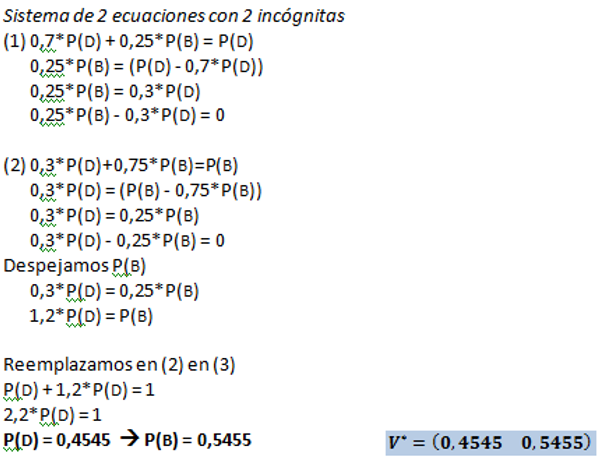 Sistema de 2 ecuaciones con 2 incógnitas
(1) 0,7*P(D) + 0,25*P(B) = P(D)
0,25*P(B) = (P(D) - 0,7*P(D))
0,25*P(B) = 0,3*P(D)
0,25*P(B) - 0,3*P(D) = 0
(2) 0,3*P(D)+0,75*P(B)=P(B)
0,3*P(D) = (P(B) - 0,75*P(B))
0,3*P(D) = 0,25*P(B)
0,3*P(D) - 0,25*P(B) = 0
Despejamos P(B)
0,3*P(D) = 0,25*P(B)
1,2*P(D) = P(B)
Reemplazamos en (2) en (3)
P(D) + 1,2*P(D) = 1
2,2*P(D) = 1
P(D) = 0,4545 → P(B) = 0,5455
V* = (0,4545 0,5455)